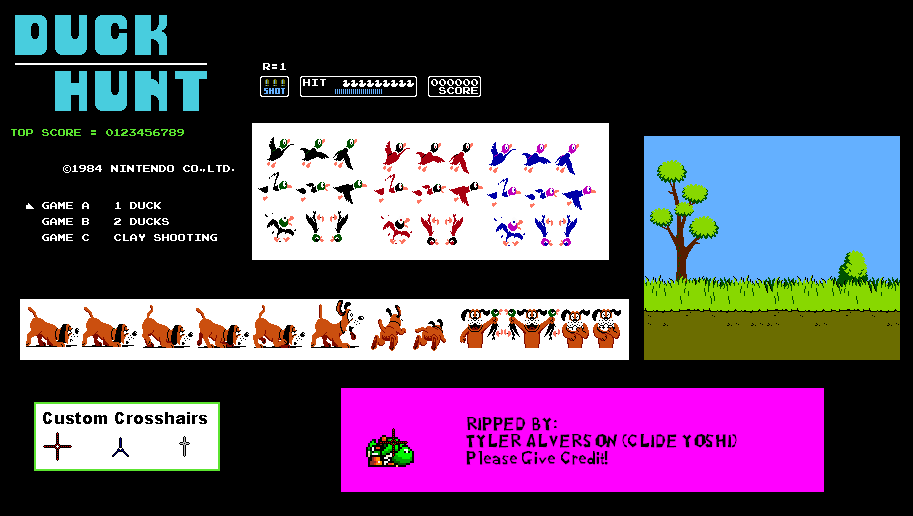 DUCK
HUNT
R=1
SHOT
HIT
000000
SCORE
TOP SCORE = 0123456789
©1984 NINTENDO CO.,LTD.
GAME A 1 DUCK
GAME B 2 DUCKS
GAME C CLAY SHOOTING
Custom Crosshairs
RIPPED BY:
TYLER ALVERSON (CLIDE YOSHI)
Please Give Credit!